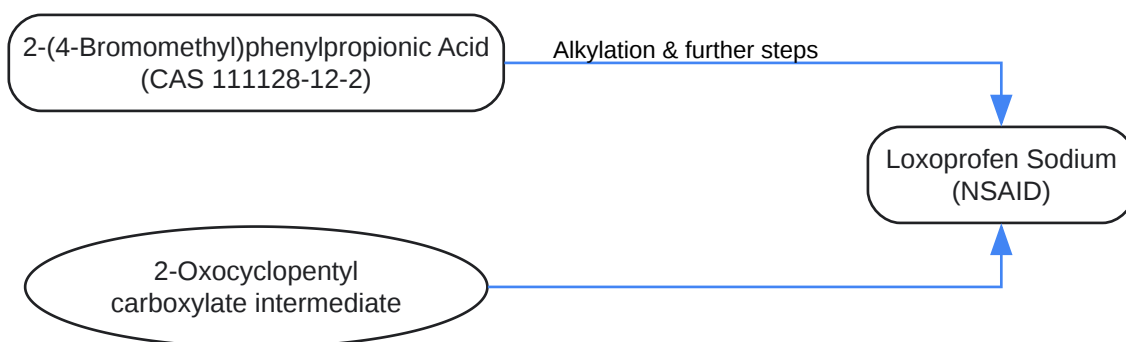 2-(4-Bromomethyl)phenylpropionic Acid
(CAS 111128-12-2)
Alkylation & further steps
Loxoprofen Sodium
(NSAID)
2-Oxocyclopentyl
carboxylate intermediate